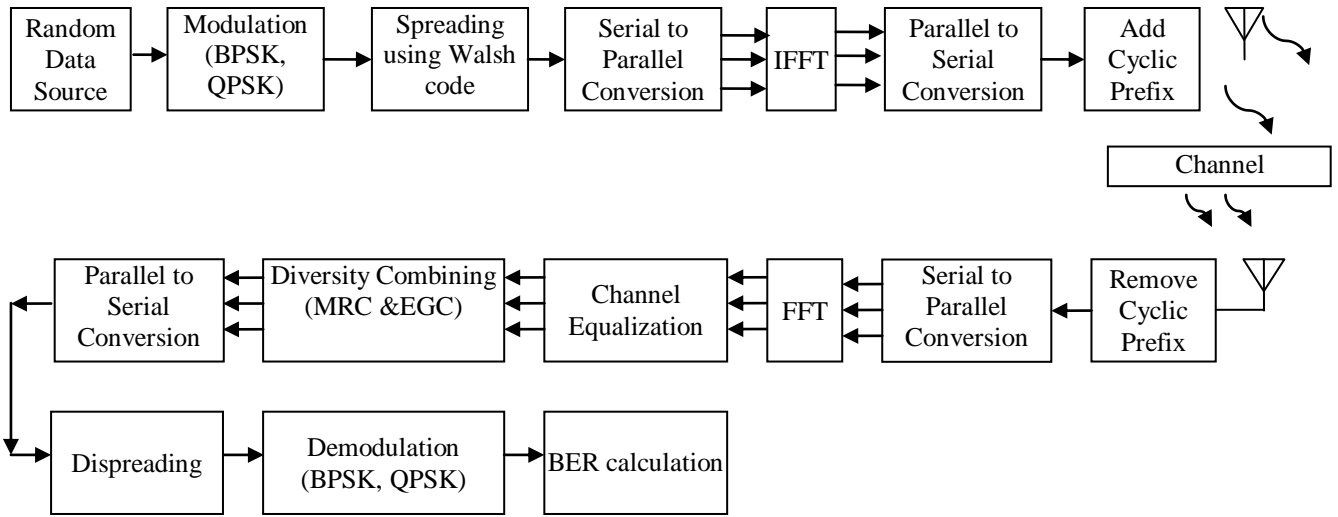 Random
Data
Source
Modulation
(BPSK,
QPSK)
Spreading
using Walsh
code
Serial to
Parallel
Conversion
IFFT
Parallel to
Serial
Conversion
Add
Cyclic
Prefix
Channel
Parallel to
Serial
Conversion
Diversity Combining
(MRC &EGC)
Channel
Equalization
FFT
Serial to
Parallel
Conversion
Remove
Cyclic
Prefix
Dispreading
Demodulation
(BPSK, QPSK)
BER calculation